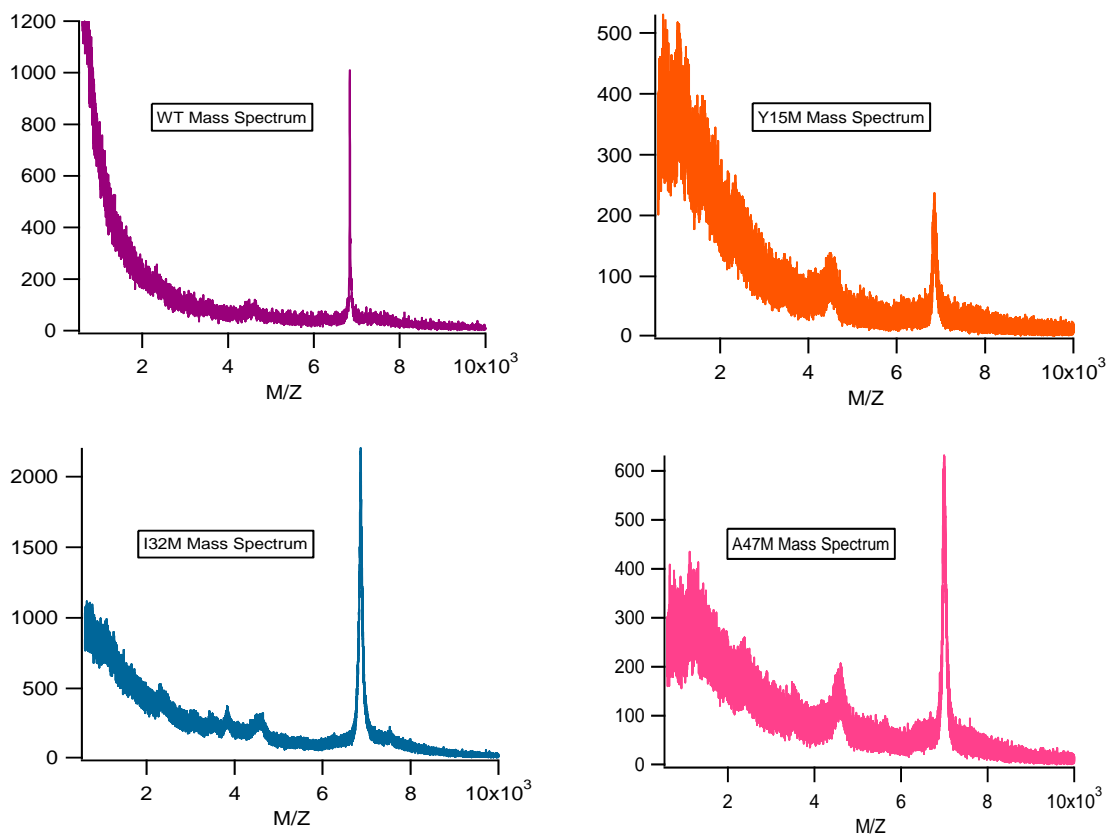 1200
1000
800
600
400
200
0
WT Mass Spectrum
2 4 6 8 10x10³
M/Z
500
400
300
200
100
0
Y15M Mass Spectrum
2 4 6 8 10x10³
M/Z
2000
1500
1000
500
0
I32M Mass Spectrum
2 4 6 8 10x10³
M/Z
600
500
400
300
200
100
0
A47M Mass Spectrum
2 4 6 8 10x10³
M/Z